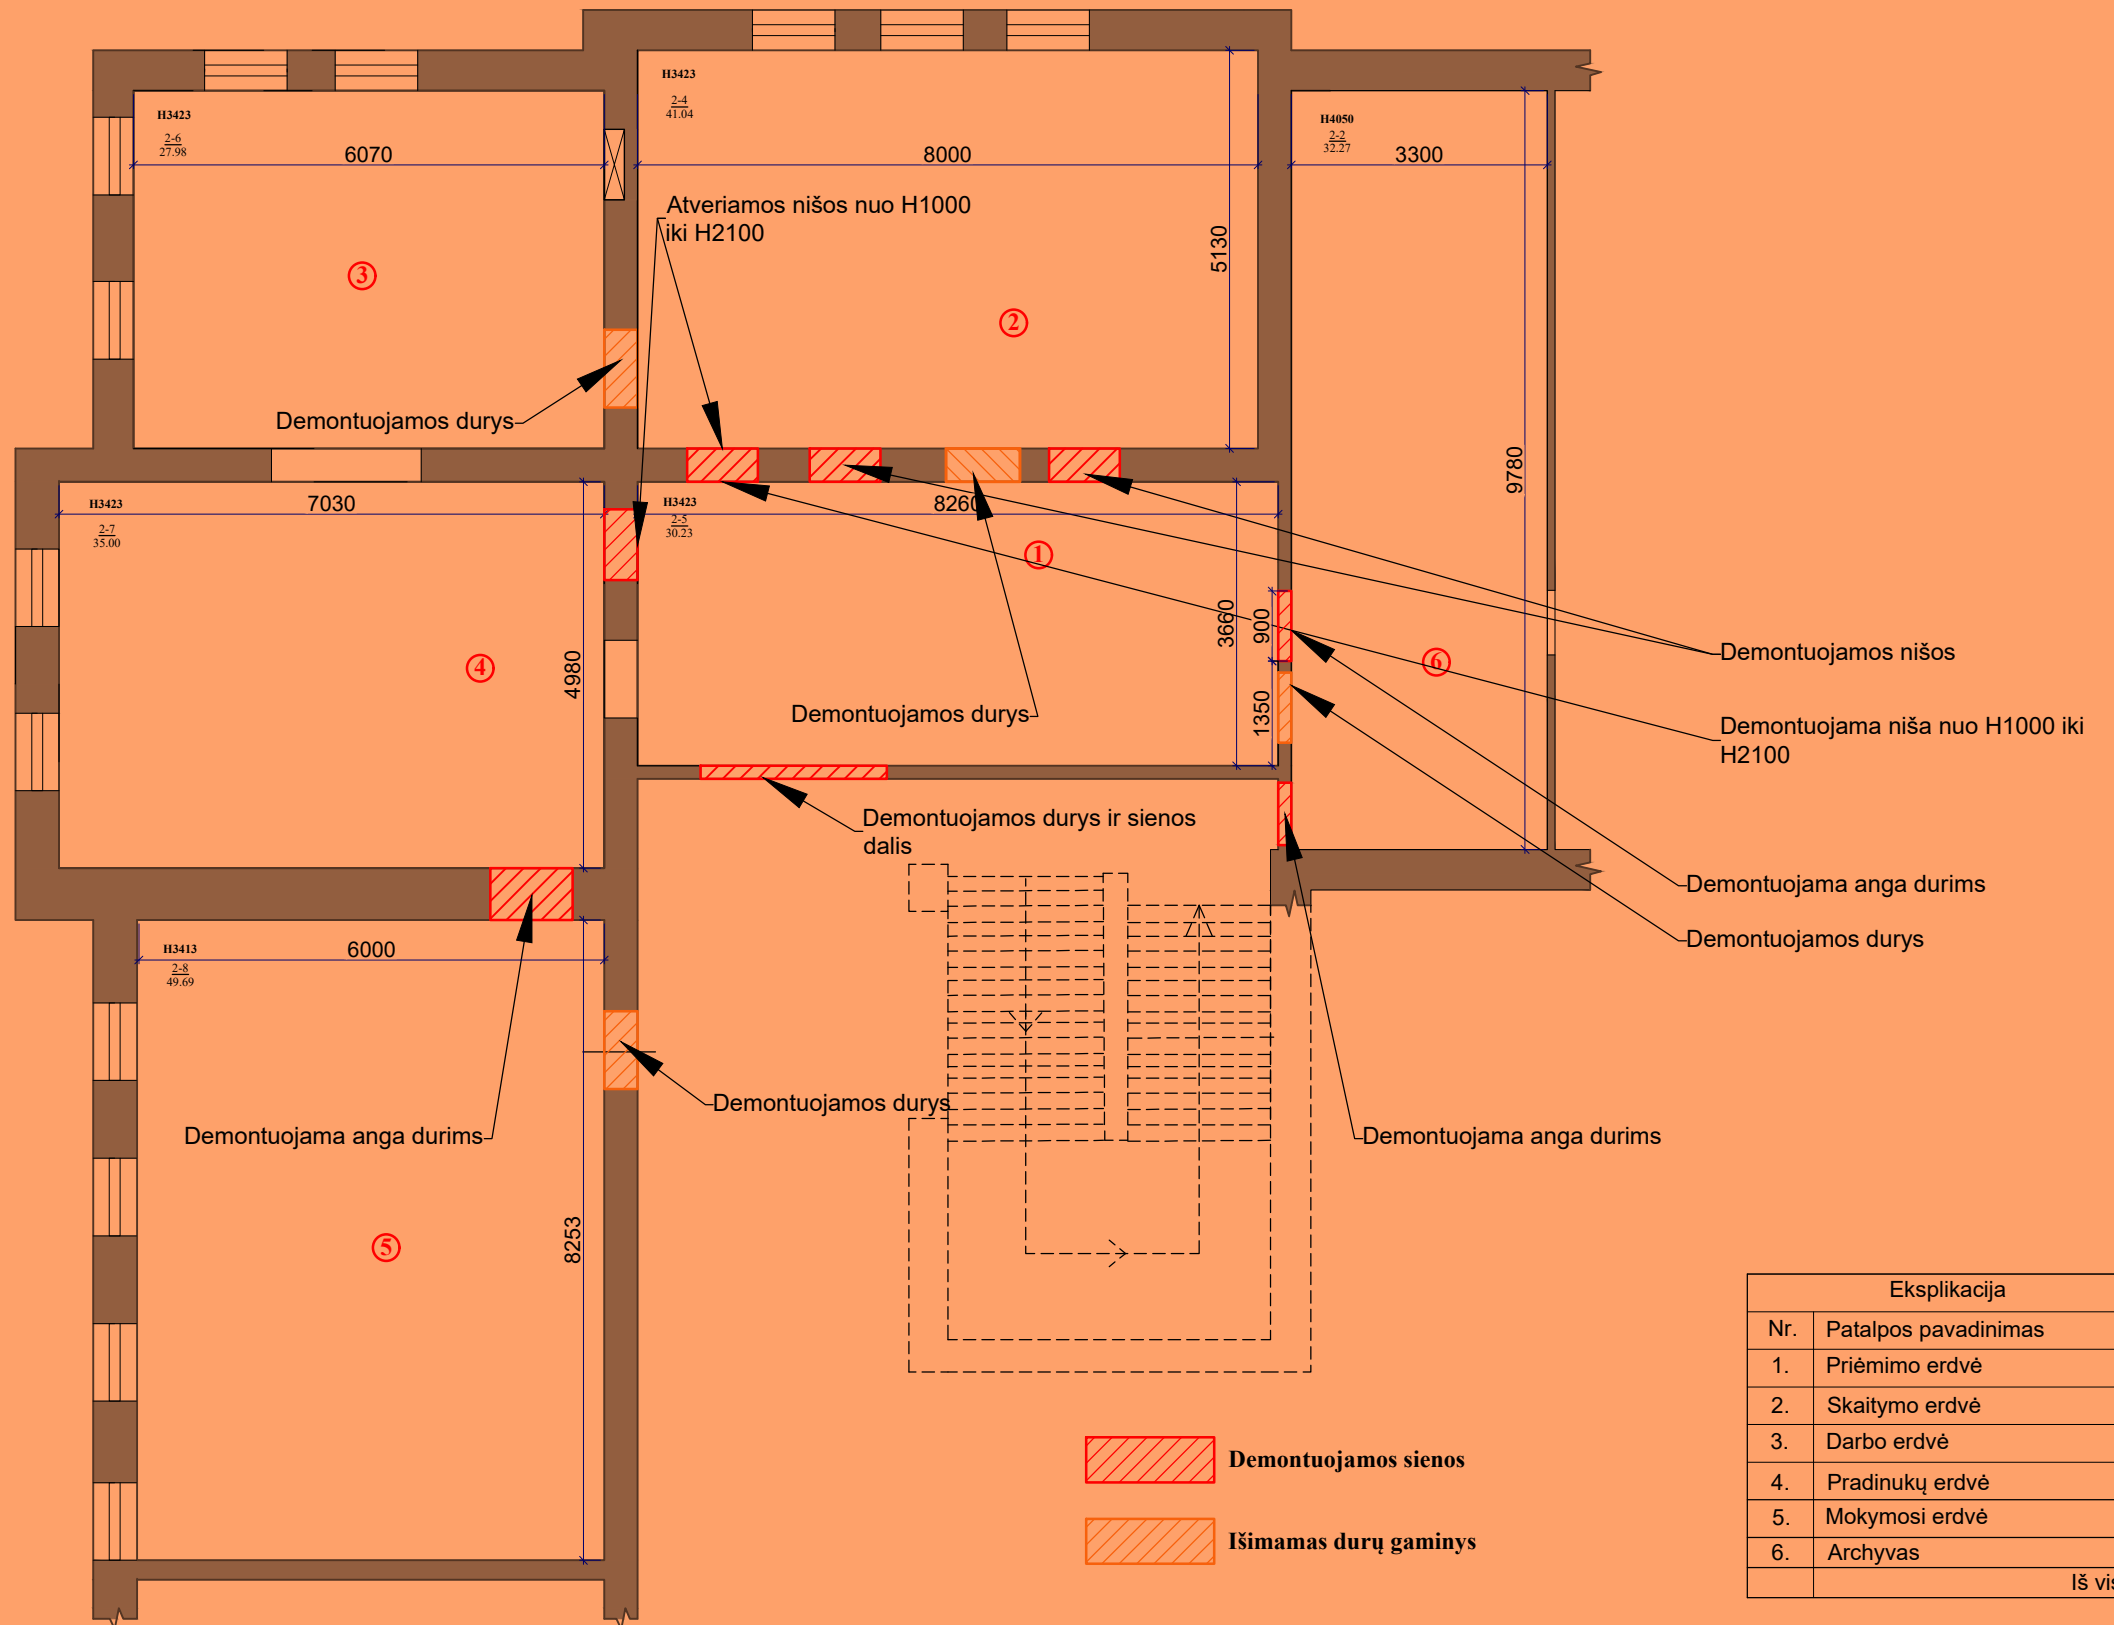 H3423
2-4
41.04
H3423
2-6
27.98
H4050
2-2
32.27
6070
8000
3300
Atveriamos nišos nuo H1000
iki H2100
5130
3
2
Demontuojamos durys
9780
H3423
2-7
35.00
7030
H3423
2-5
30.23
8260
1
3660
900
4980
4
6
Demontuojamos nišos
1350
Demontuojamos durys
Demontuojama niša nuo H1000 iki
H2100
Demontuojamos durys ir sienos
dalis
Demontuojama anga durims
Demontuojamos durys
H3413
2-8
49.69
6000
Demontuojamos durys
Demontuojama anga durims
Demontuojama anga durims
8253
5
Eksplikacija
Nr. Patalpos pavadinimas
1. Priėmimo erdvė
2. Skaitymo erdvė
3. Darbo erdvė
4. Pradinukų erdvė
5. Mokymosi erdvė
6. Archyvas
Iš vis
Demontuojamos sienos
Išimamas durų gaminys